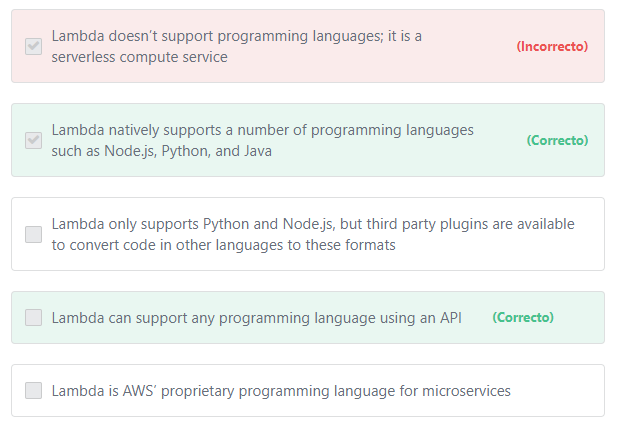 Lambda doesn't support programming languages; it is a
serverless compute service
(Incorrecto)
Lambda natively supports a number of programming languages
such as Node.js, Python, and Java
(Correcto)
Lambda only supports Python and Node.js, but third party plugins are available
to convert code in other languages to these formats
Lambda can support any programming language using an API (Correcto)
Lambda is AWS' proprietary programming language for microservices